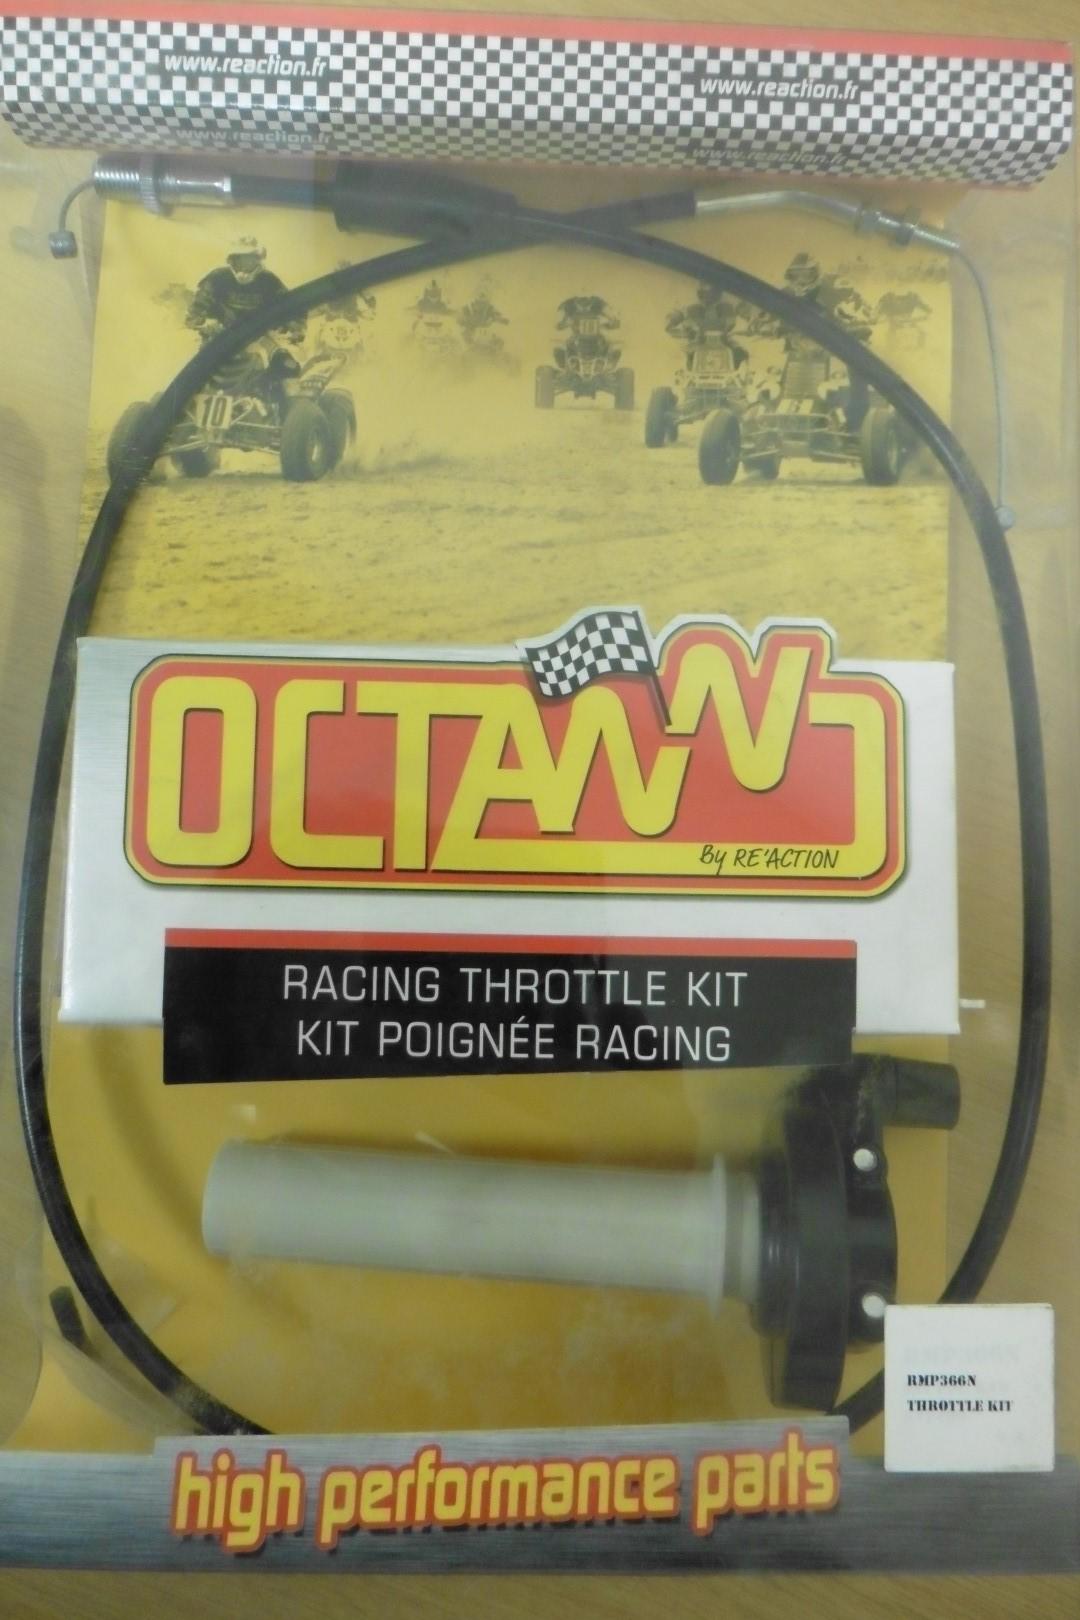 www.reaction.fr
www.reaction.fr
www.reaction.fr
www.reaction.fr
10
OCTANN
By RE'ACTION
RACING THROTTLE KIT
KIT POIGNÉE RACING
RMP366N
THROTTLE KIT
high performance parts